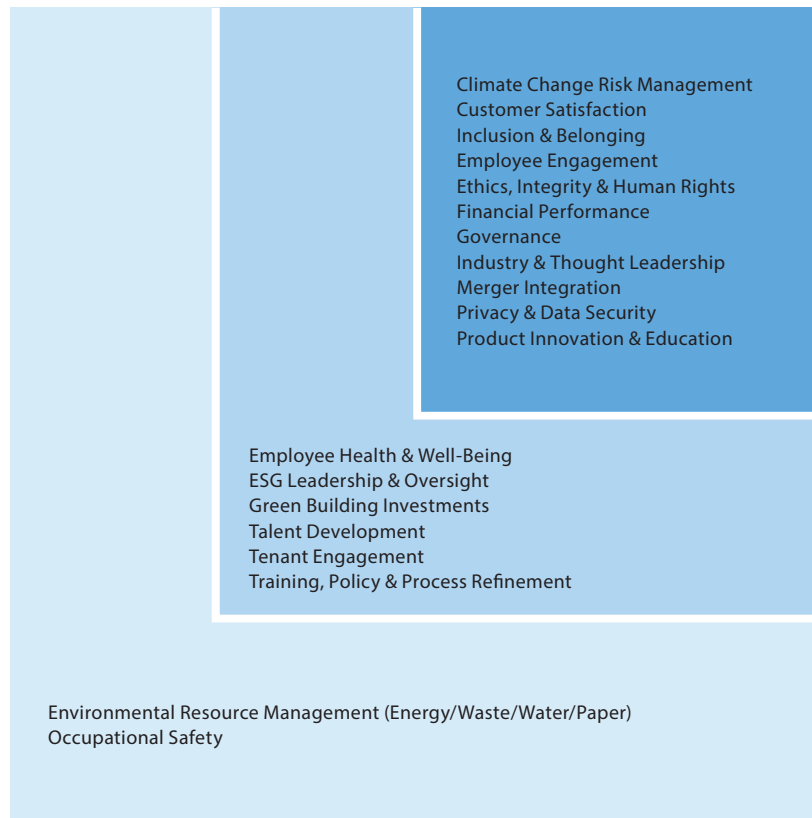 Climate Change Risk Management
Customer Satisfaction
Inclusion & Belonging
Employee Engagement
Ethics, Integrity & Human Rights
Financial Performance
Governance
Industry & Thought Leadership
Merger Integration
Privacy & Data Security
Product Innovation & Education
Employee Health & Well-Being
ESG Leadership & Oversight
Green Building Investments
Talent Development
Tenant Engagement
Training, Policy & Process Refinement
Environmental Resource Management (Energy/Waste/Water/Paper)
Occupational Safety